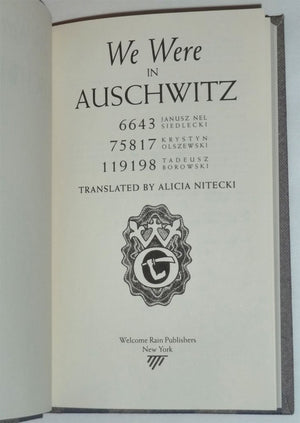 We Were
IN
AUSCHWITZ
6643 JANUSZ NEL SIEDLECKI
75817 KRYSTYN OLSZEWSKI
119198 TADEUSZ BOROWSKI
TRANSLATED BY ALICIA NITECKI
Welcome Rain Publishers
New York